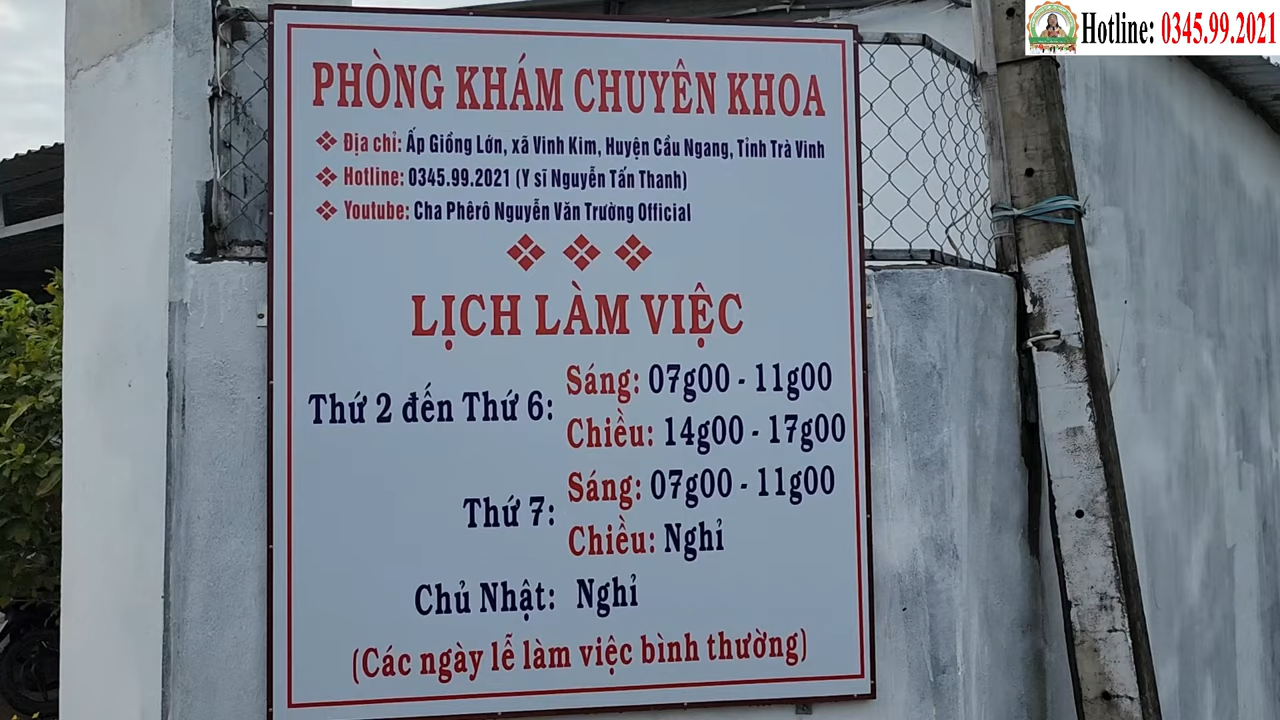 Hotline: 0345.99.2021
PHÒNG KHÁM CHUYÊN KHOA
Địa chỉ: Ấp Giồng Lớn, xã Vinh Kim, Huyện Cầu Ngang, Tỉnh Trà Vinh
Hotline: 0345.99.2021 (Y sĩ Nguyễn Tấn Thanh)
Youtube: Cha Phêrô Nguyễn Văn Trường Official
LỊCH LÀM VIỆC
Thứ 2 đến Thứ 6: Sáng: 07g00 - 11g00
Chiều: 14g00 - 17g00
Thứ 7: Sáng: 07g00 - 11g00
Chiều: Nghỉ
Chủ Nhật: Nghỉ
(Các ngày lễ làm việc bình thường)